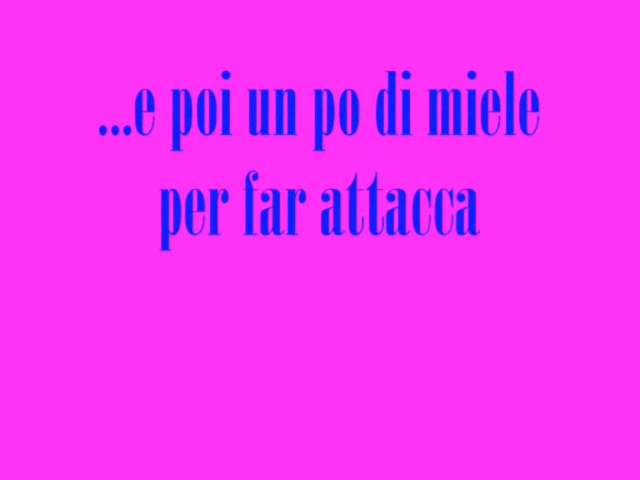 ...e poi un po di miele
per far attacca